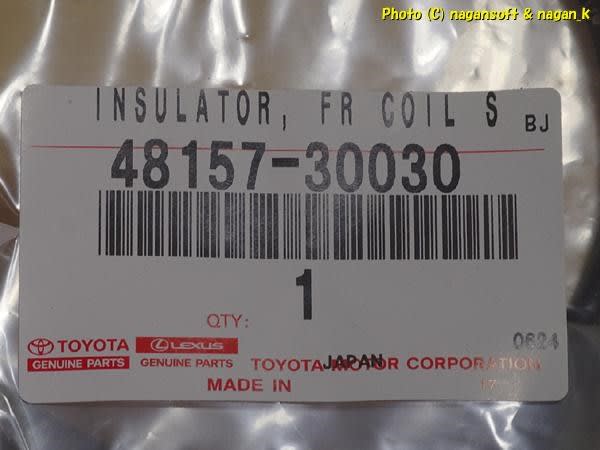 Photo (C) nagansoft & nagan_k
INSULATOR, FR COIL S
BJ
48157-30030
1
QTY:
0624
TOYOTA
GENUINE PARTS
LEXUS
GENUINE PARTS
TOYOTA MOTOR CORPORATION
JAPAN
MADE IN